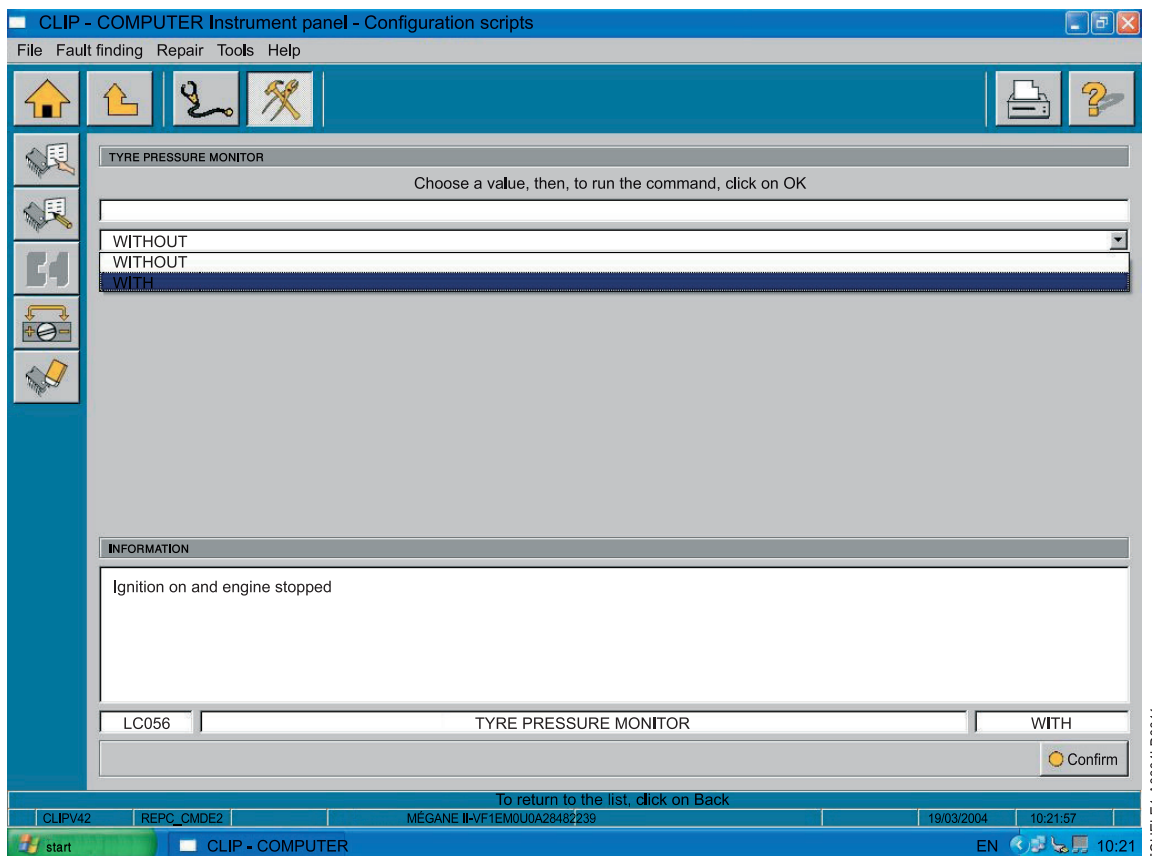 CLIP - COMPUTER Instrument panel - Configuration scripts
File Fault finding Repair Tools Help
TYRE PRESSURE MONITOR
Choose a value, then, to run the command, click on OK
WITHOUT
WITHOUT
WITH
INFORMATION
Ignition on and engine stopped
LC056 TYRE PRESSURE MONITOR WITH
Confirm
To return to the list, click on Back
CLIPV42 REPC_CMDE2 MÉGANE II-VF1EM0U0A28482239 19/03/2004 10:21:57
start CLIP - COMPUTER EN 10:21